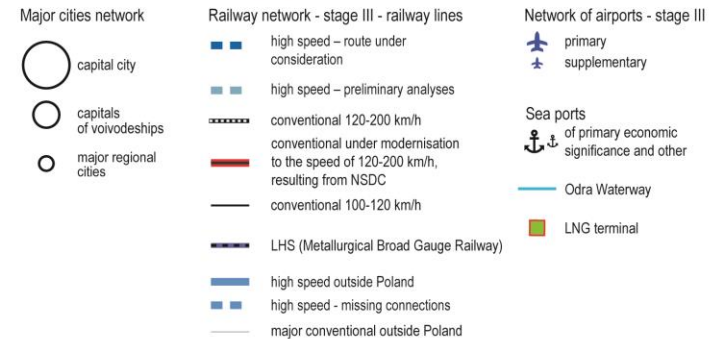 Major cities network
capital city
capitals
of voivodeships
major regional
cities
Railway network - stage III - railway lines
high speed – route under
consideration
high speed – preliminary analyses
conventional 120-200 km/h
conventional under modernisation
to the speed of 120-200 km/h,
resulting from NSDC
conventional 100-120 km/h
LHS (Metallurgical Broad Gauge Railway)
high speed outside Poland
high speed - missing connections
major conventional outside Poland
Network of airports - stage III
primary
supplementary
Sea ports
of primary economic
significance and other
Odra Waterway
LNG terminal